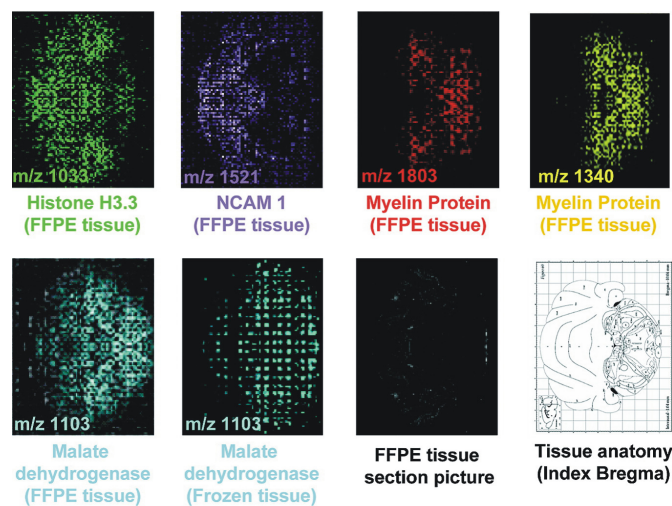 m/z 1033
m/z 1521
m/z 1803
m/z 1340
Histone H3.3
(FFPE tissue)
NCAM 1
(FFPE tissue)
Myelin Protein
(FFPE tissue)
Myelin Protein
(FFPE tissue)
m/z 1103
m/z 1103
Malate
dehydrogenase
(FFPE tissue)
Malate
dehydrogenase
(Frozen tissue)
FFPE tissue
section picture
Tissue anatomy
(Index Bregma)